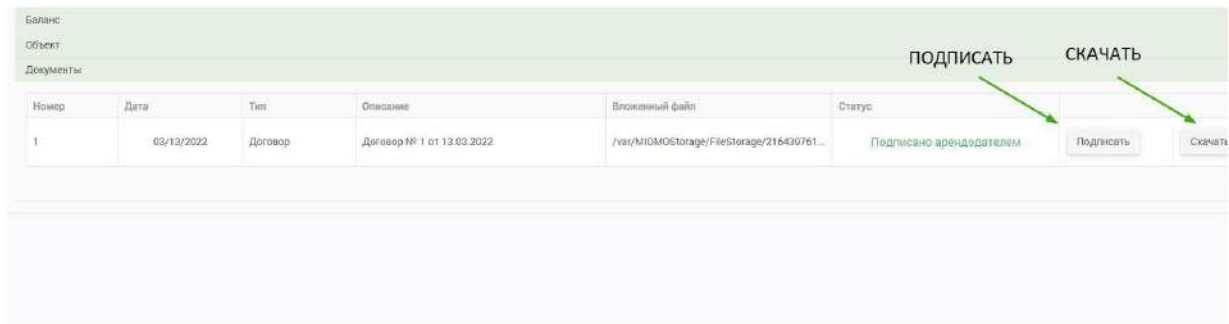 Баланс
Объект
Документы
ПОДПИСАТЬ СКАЧАТЬ
Номер Дата Тип Описание Вложенный файл Статус
1 03/13/2022 Договор Договор № 1 от 13.03.2022 /var/MIOMOStorage/FileStorage/216439761... Подписано арендодателем Подписать Скачать